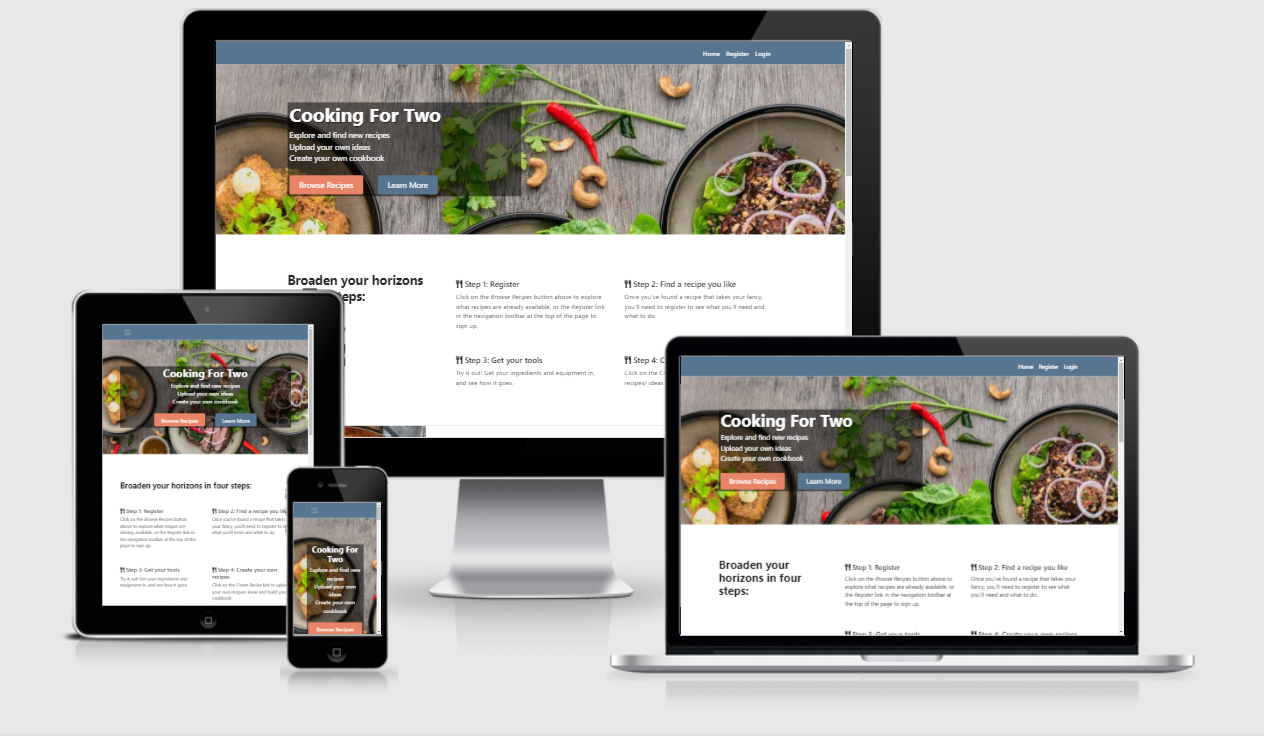 Home Register Login
Cooking For Two
Explore and find new recipes
Upload your own ideas
Create your own cookbook
Browse Recipes Learn More
Broaden your horizons
steps:
Step 1: Register
Click on the Browse Recipes button above to explore
what recipes are already available, or the Register link
in the navigation toolbar at the top of the page to
sign up.
Step 2: Find a recipe you like
Once you've found a recipe that takes your fancy,
you'll need to register to see what you'll need and
what to do.
Step 3: Get your tools
Try it out! Get your ingredients and equipment in,
and see how it goes.
Step 4: C
Click on the C
recipes/ ideas
Cooking For Two
Explore and find new recipes
Upload your own ideas
Create your own cookbook
Browse Recipes Learn More
Broaden your horizons in four steps:
Step 1: Register
Click on the Browse Recipes button
above to explore what recipes are
already available, or the Register link in
the navigation toolbar at the top of the
page to sign up.
Step 2: Find a recipe you
Once you've found a recipe that takes
your fancy, you'll need to register to see
what you'll need and what to do.
Step 3: Get your tools
Try it out! Get your ingredients and
equipment in, and see how it goes.
Step 4: Create your own
recipes
Click on the Create Recipe link to upload
your own recipes/ ideas and build your
cookbook.
Cooking For
Two
Explore and find new
recipes
Upload your own
ideas
Create your own
cookbook
Browse Recipes
Home Register Login
Cooking For Two
Explore and find new recipes
Upload your own ideas
Create your own cookbook
Browse Recipes Learn More
Broaden your
horizons in four
steps:
Step 1: Register
Click on the Browse Recipes button above to
explore what recipes are already available, or
the Register link in the navigation toolbar at
the top of the page to sign up.
Step 2: Find a recipe you like
Once you've found a recipe that takes your
fancy, you'll need to register to see what
you'll need and what to do.
Step 3: Get your tools
Step 4: Create your own recipes